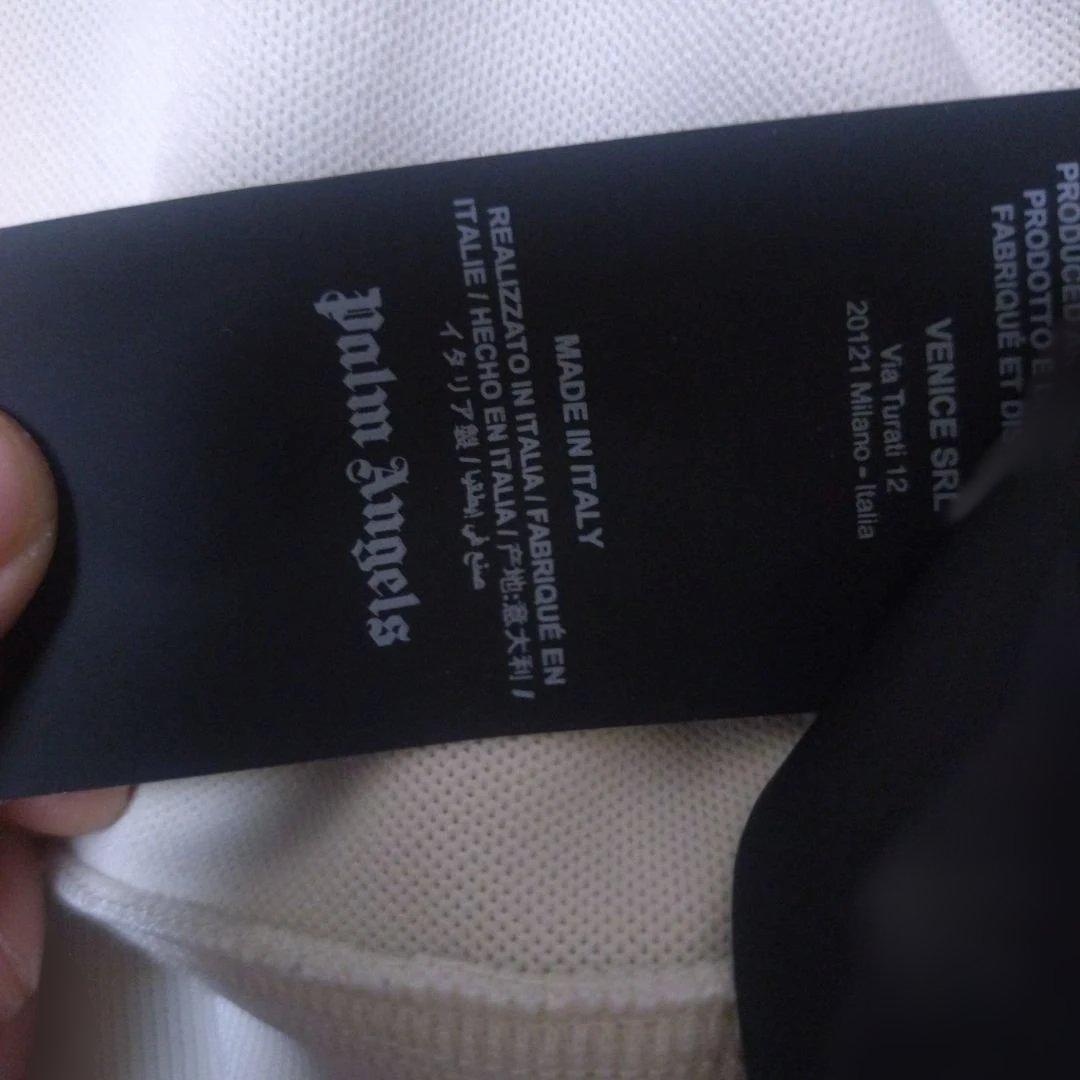 PRODUCED
PRODOTTO E
FABRIQUÉ ET
VENICE SRL
Via Turati 12
20121 Milano - Italia
MADE IN ITALY
REALIZZATO IN ITALIA / FABRIQUÉ EN
ITALIE / HECHO EN ITALIA / 产地:意大利 /
イタリア製 / صنع في إيطاليا
Palm Angels